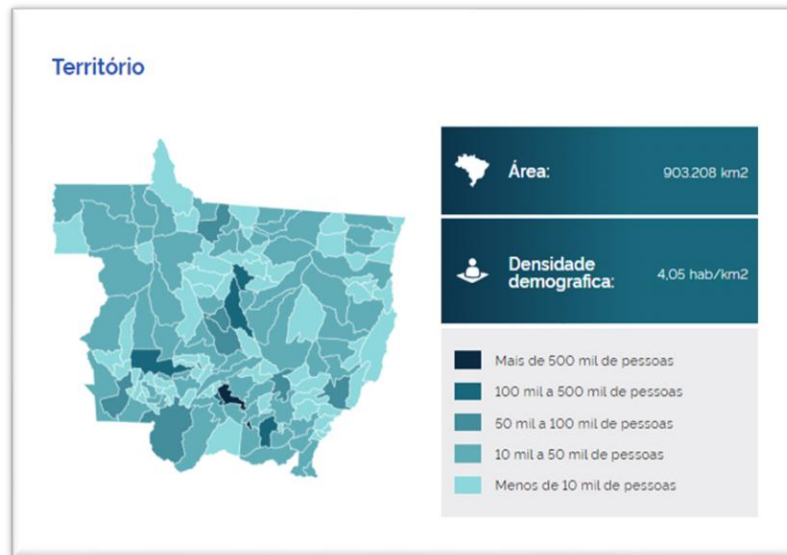 Território
Área:
903.208 km2
Densidade
demografica:
4,05 hab/km2
Mais de 500 mil de pessoas
100 mil a 500 mil de pessoas
50 mil a 100 mil de pessoas
10 mil a 50 mil de pessoas
Menos de 10 mil de pessoas